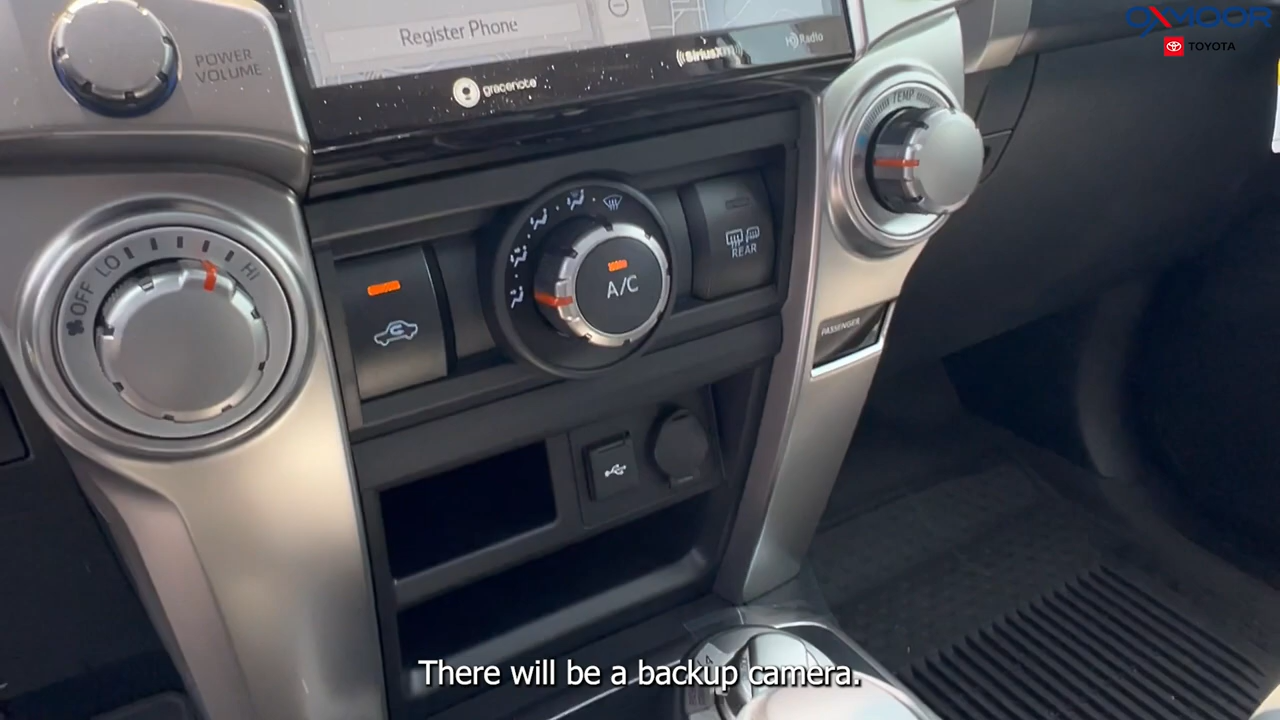 OXMOOR
TOYOTA
Register Phone
POWER
VOLUME
SiriusXM
HD Radio
gracenote
TEMP
LO
HI
OFF
A/C
REAR
PASSENGER
There will be a backup camera.